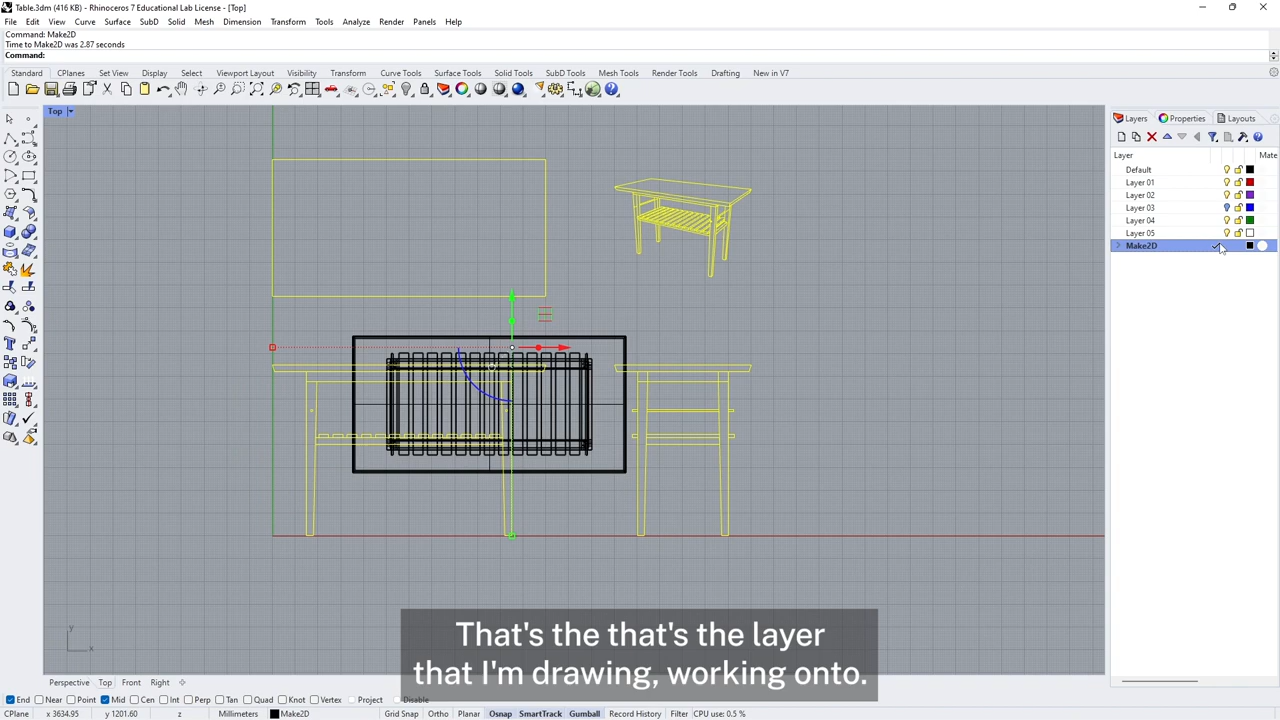 Table.3dm (416 KB) - Rhinoceros 7 Educational Lab License - [Top]
File Edit View Curve Surface SubD Solid Mesh Dimension Transform Tools Analyze Render Panels Help
Command: Make2D
Time to Make2D was 2.87 seconds
Command:
Standard CPlanes Set View Display Select Viewport Layout Visibility Transform Curve Tools Surface Tools Solid Tools SubD Tools Mesh Tools Render Tools Drafting New in V7
Top
Layers Properties Layouts
Layer Mate
Default
Layer 01
Layer 02
Layer 03
Layer 04
Layer 05
Make2D
y
x
That's the that's the layer
that I'm drawing, working onto.
Perspective Top Front Right
End Near Point Mid Cen Int Perp Tan Quad Knot Vertex Project Disable
CPlane x 3634.95 y 1201.60 z Millimeters Make2D Grid Snap Ortho Planar Osnap SmartTrack Gumball Record History Filter CPU use: 0.5 %